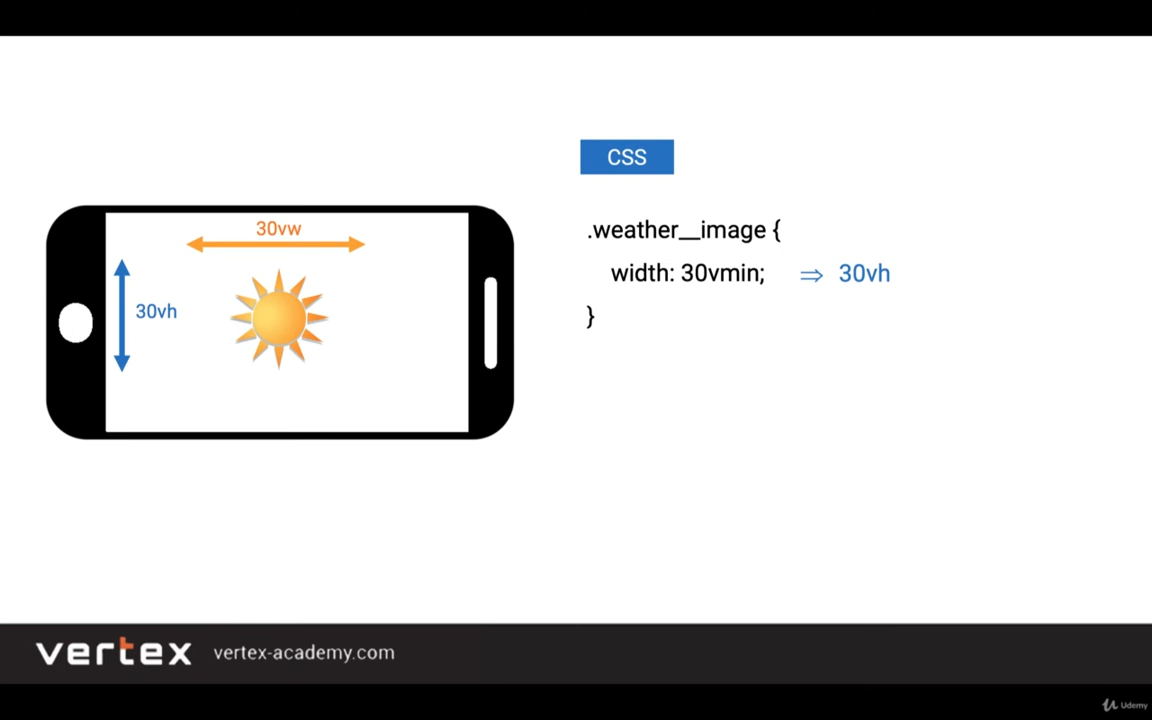 CSS
30vw
.weather__image {
30vh
width: 30vmin; ⇒ 30vh
}
vertex vertex-academy.com
Udemy